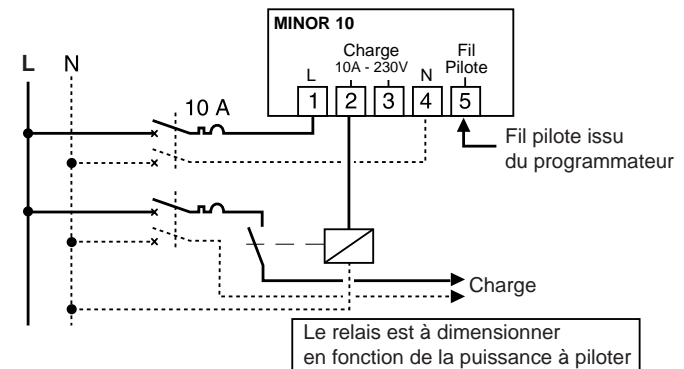 MINOR 10
Charge
10A - 230V
Fil
Pilote
L
N
1 2 3 4 5
L N
10 A
Fil pilote issu
du programmateur
Charge
Le relais est à dimensionner
en fonction de la puissance à piloter